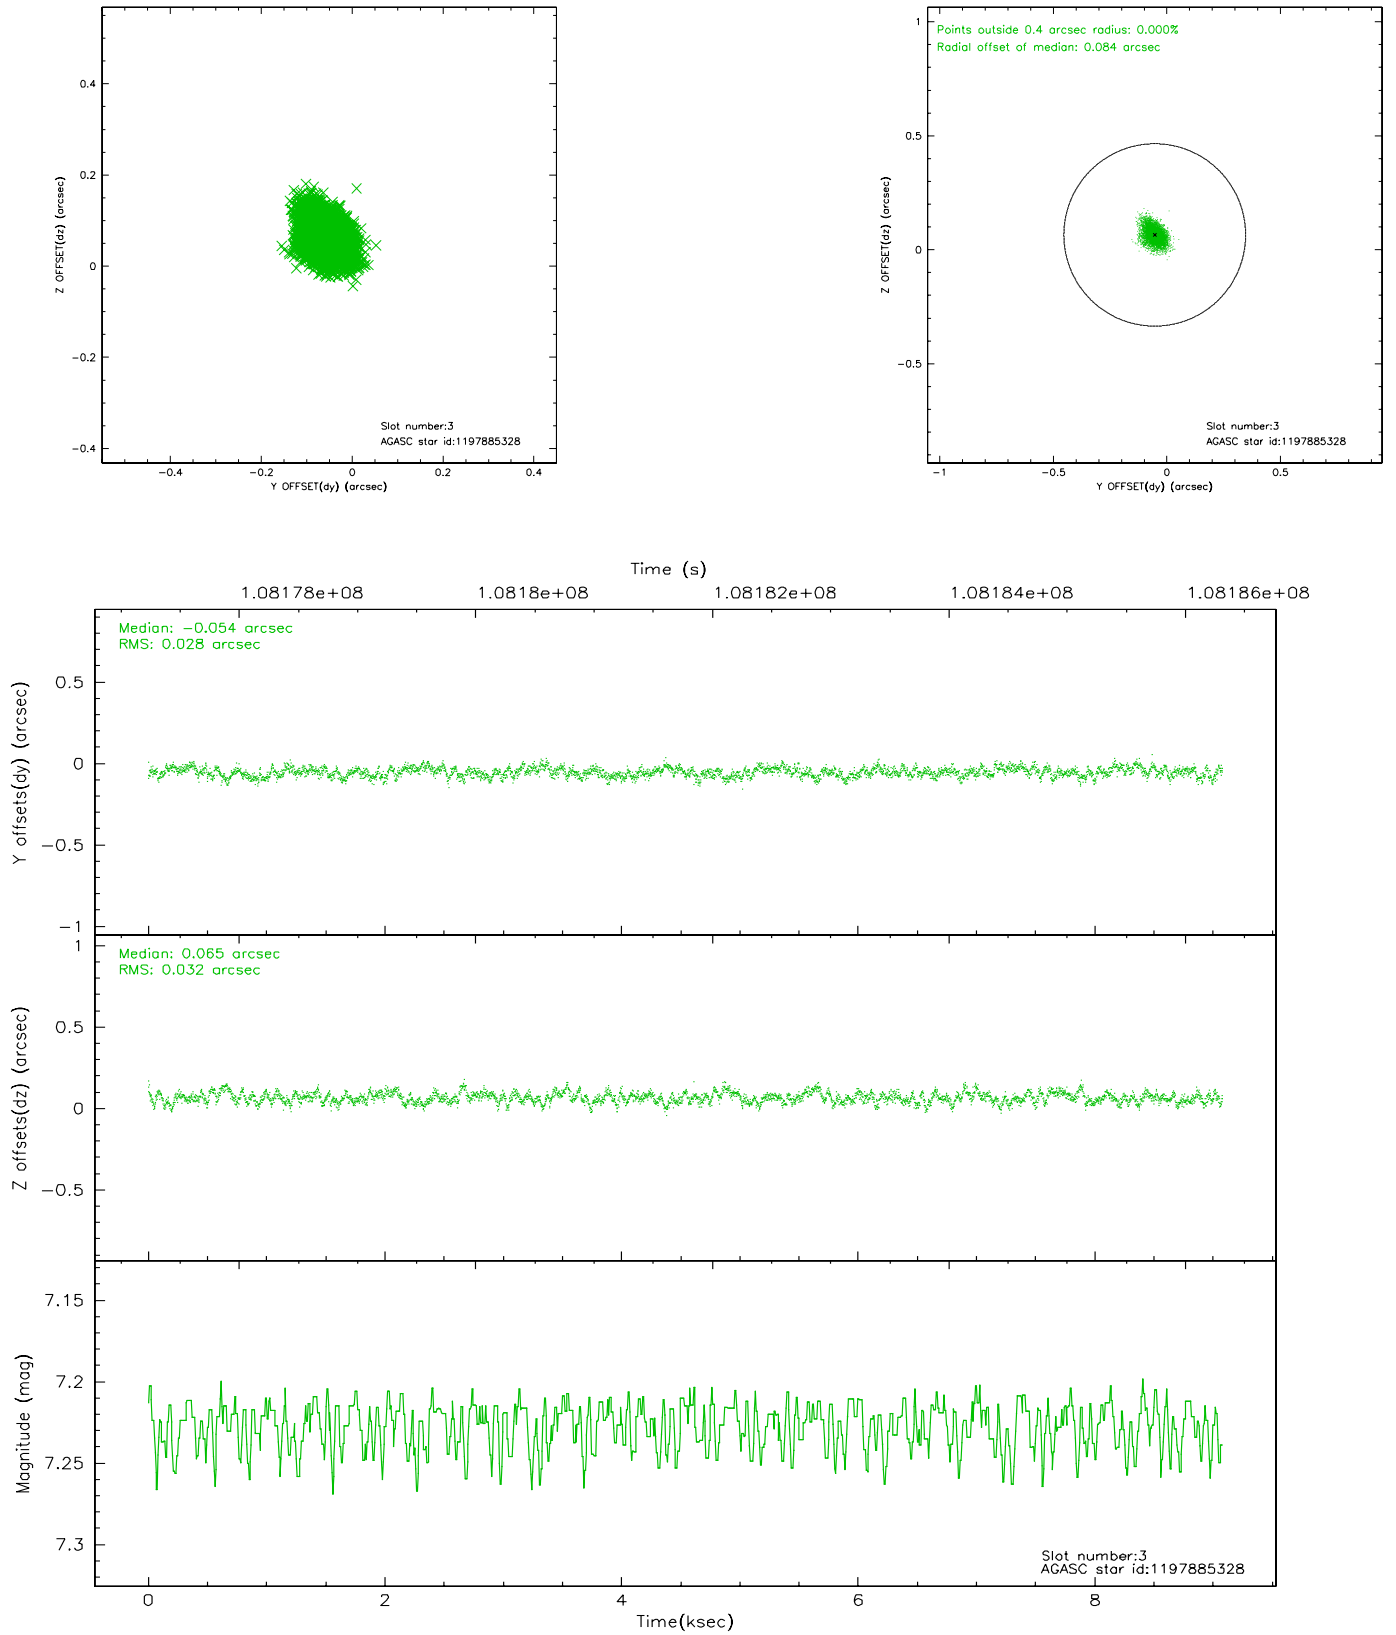 0.4
0.2
0
−0.2
−0.4
Z OFFSET(dz) (arcsec)
Slot number:3
AGASC star id:1197885328
−0.4 −0.2 0 0.2 0.4
Y OFFSET(dy) (arcsec)
Points outside 0.4 arcsec radius: 0.000%
Radial offset of median: 0.084 arcsec
1
0.5
0
−0.5
Z OFFSET(dz) (arcsec)
Slot number:3
AGASC star id:1197885328
−1 −0.5 0 0.5
Y OFFSET(dy) (arcsec)
Time (s)
1.08178e+08 1.0818e+08 1.08182e+08 1.08184e+08 1.08186e+08
Median: −0.054 arcsec
RMS: 0.028 arcsec
0.5
0
−0.5
−1
Y offsets(dy) (arcsec)
Median: 0.065 arcsec
RMS: 0.032 arcsec
1
0.5
0
−0.5
Z offsets(dz) (arcsec)
7.15
7.2
7.25
7.3
Magnitude (mag)
Slot number:3
AGASC star id:1197885328
0 2 4 6 8
Time(ksec)